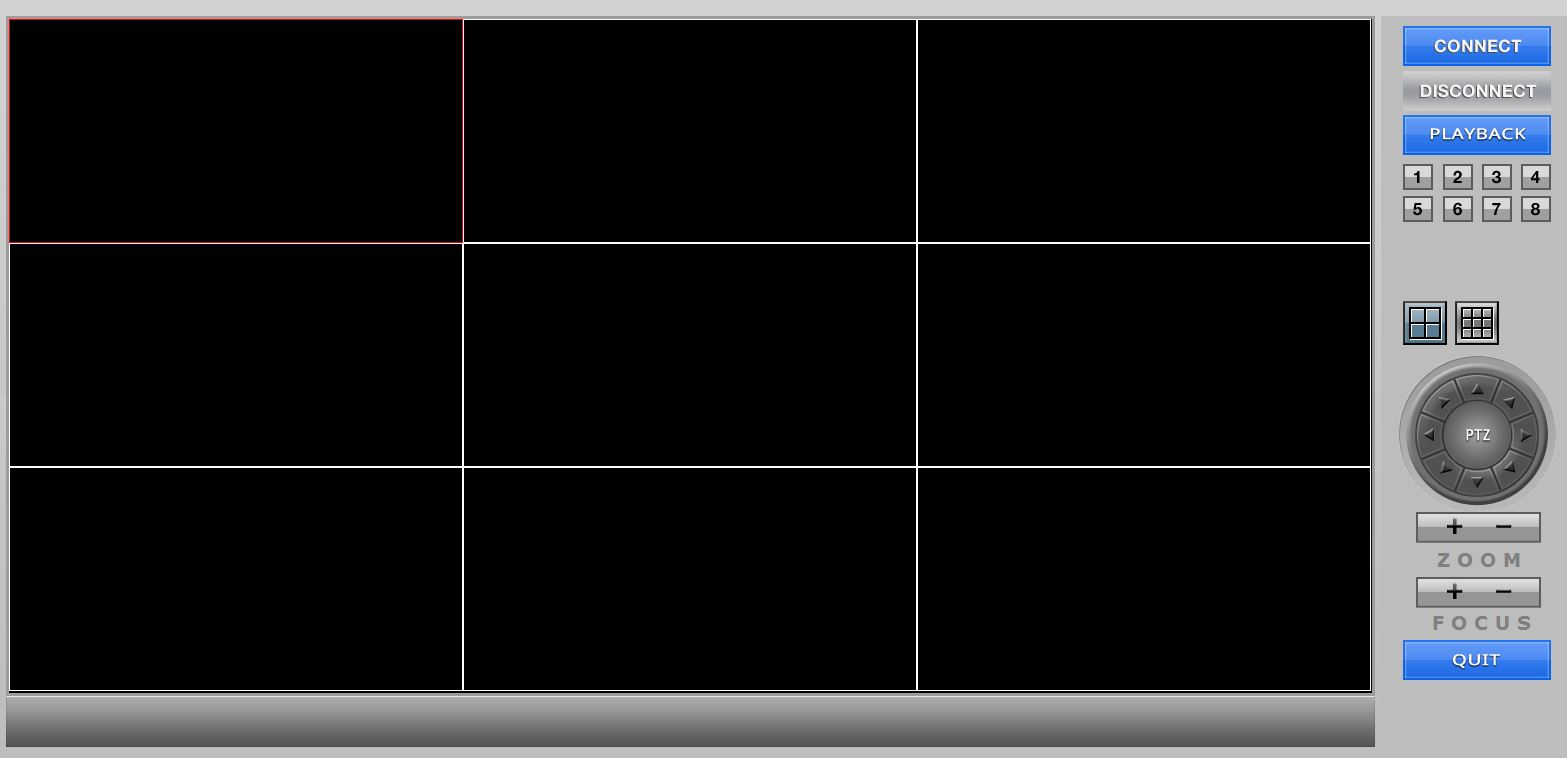 CONNECT
DISCONNECT
PLAYBACK
1 2 3 4
5 6 7 8
PTZ
+ −
ZOOM
+ −
FOCUS
QUIT